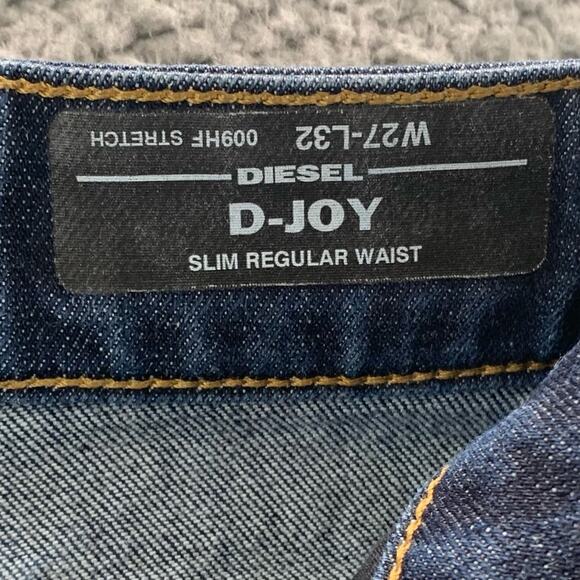 009HF STRETCH W27-L32
DIESEL
D-JOY
SLIM REGULAR WAIST